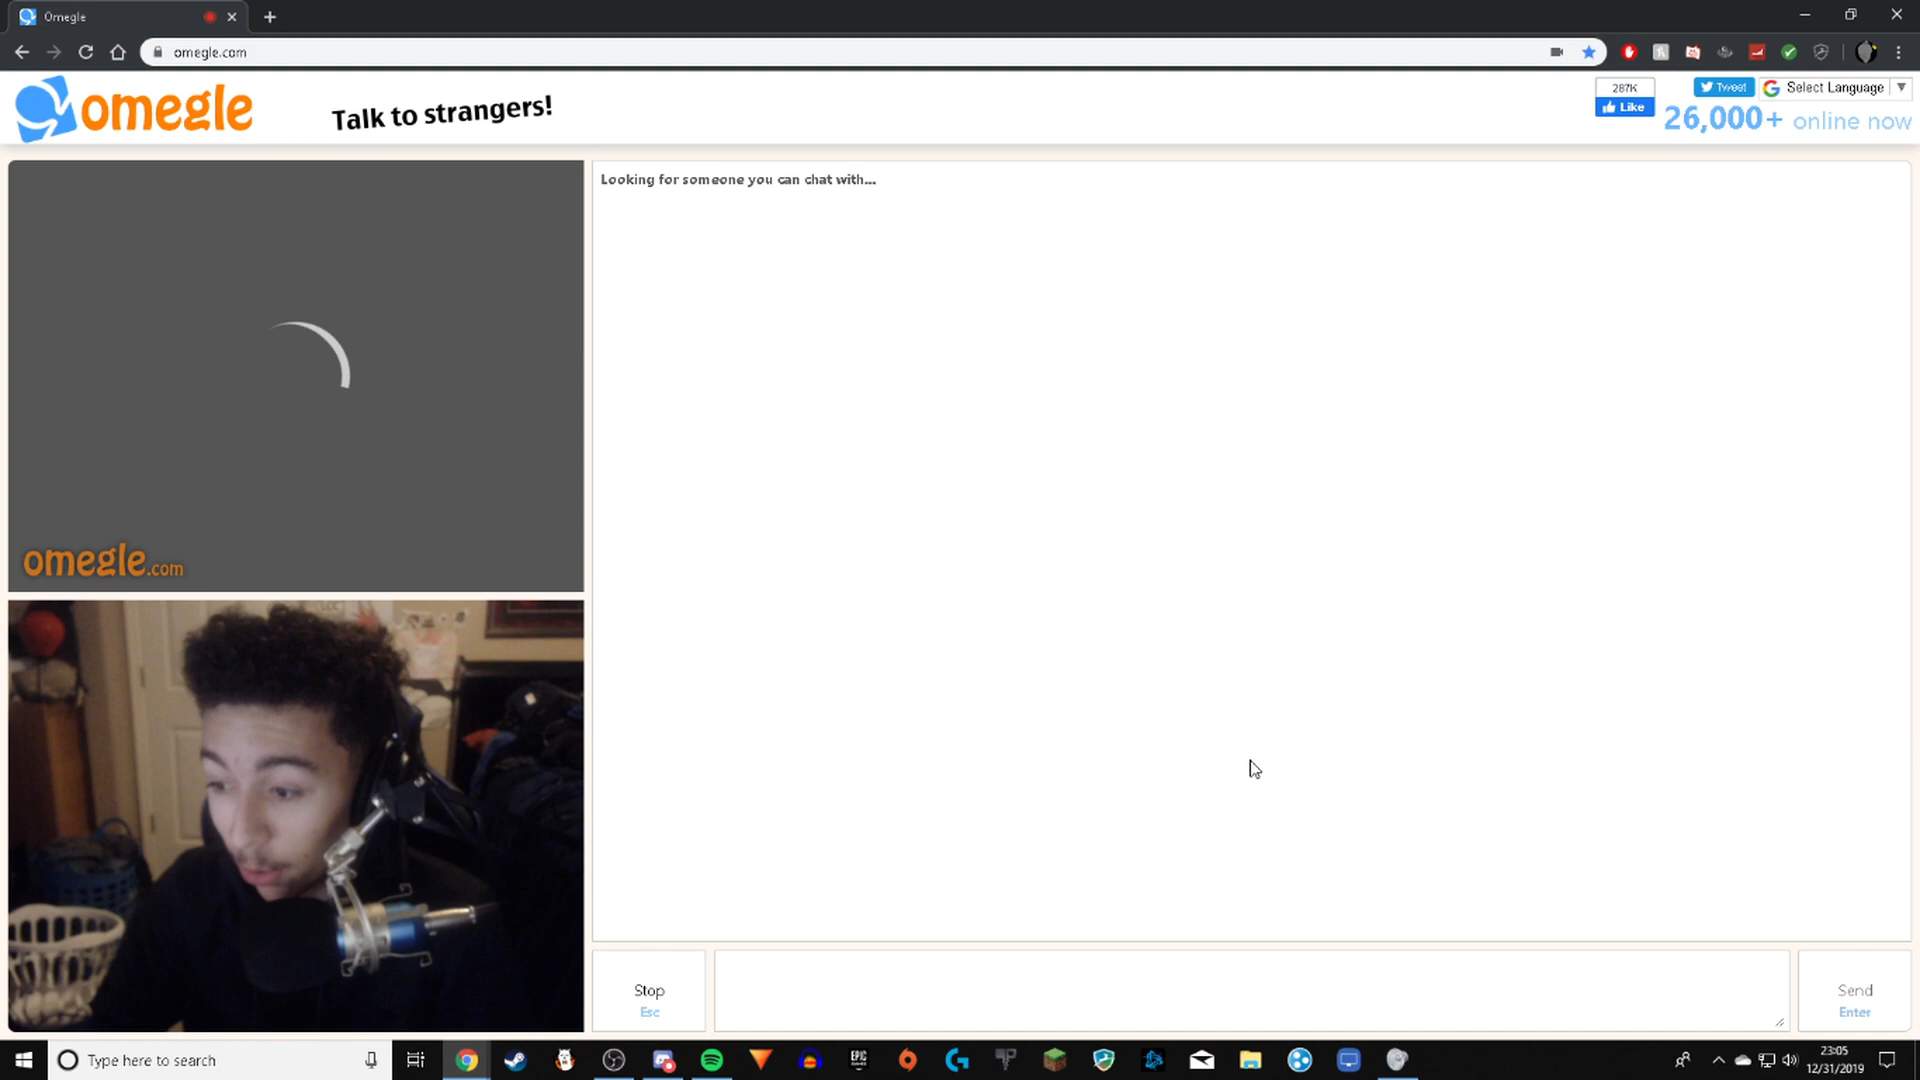 Omegle
omegle.com
omegle
Talk to strangers!
287K
Like
Tweet
Select Language
26,000+ online now
Looking for someone you can chat with...
omegle.com
Stop
Esc
Send
Enter
Type here to search
EPIC
GAMES
23:05
12/31/2019